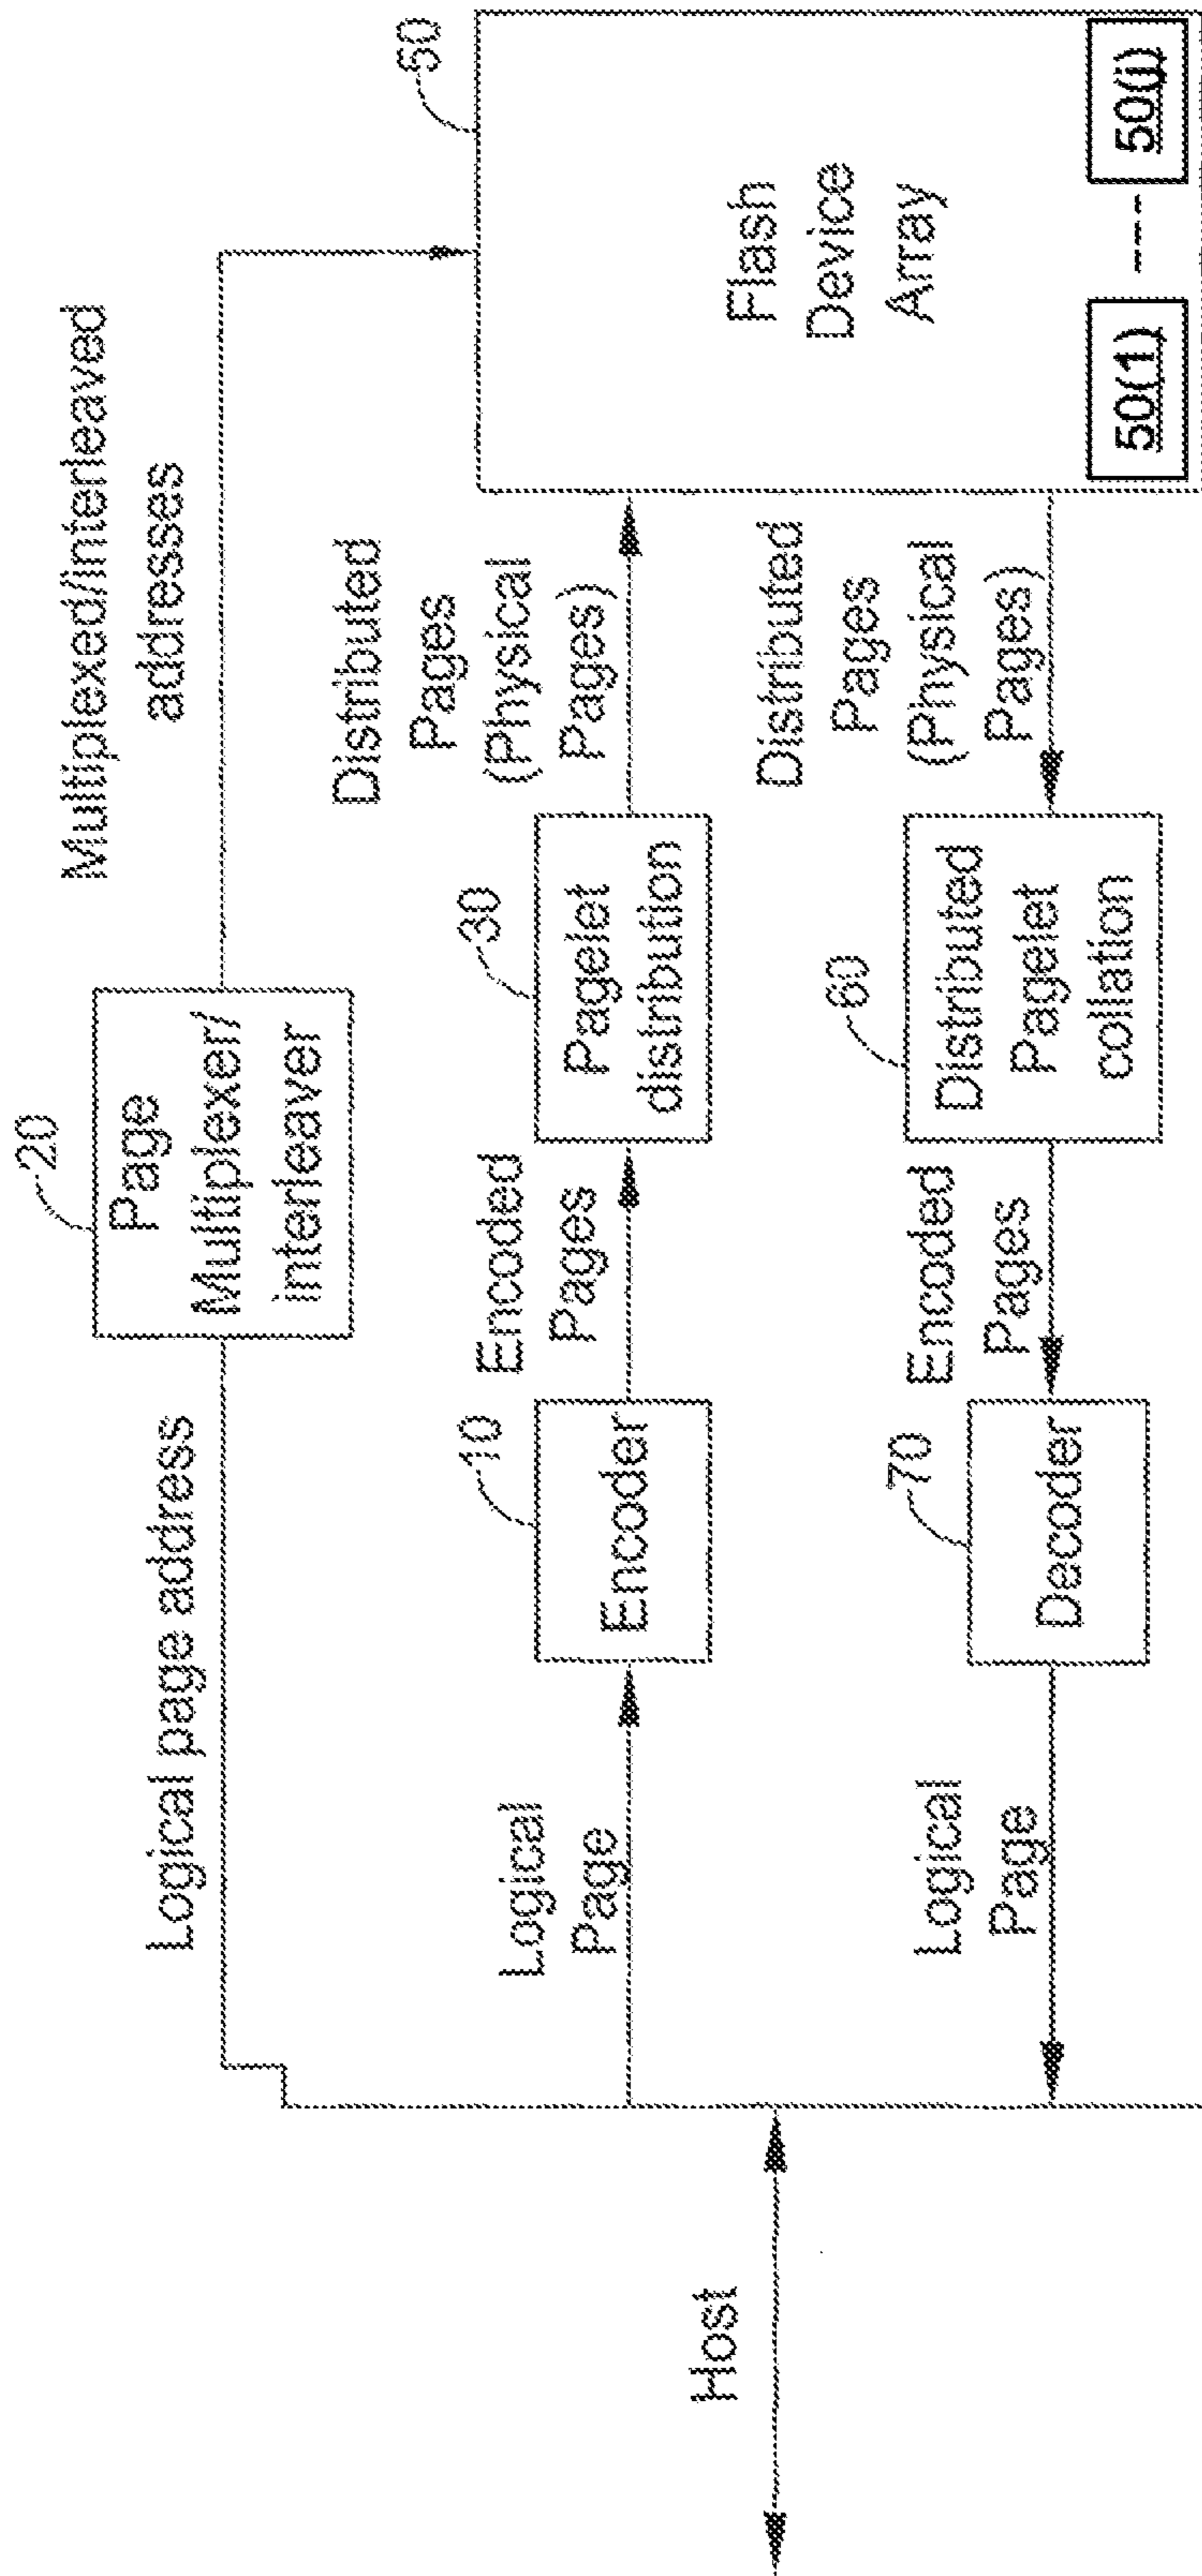 Host
Logical page address
20
Page
Multiplexer/
interleaver
Multiplexed/interleaved
addresses
Logical
Page
10
Encoder
Encoded
Pages
30
Pagelet
distribution
Distributed
Pages
(Physical
Pages)
50
Flash
Device
Array
50(1)
50(j)
Logical
Page
70
Decoder
Encoded
Pages
60
Distributed
Pagelet
collation
Distributed
Pages
(Physical
Pages)